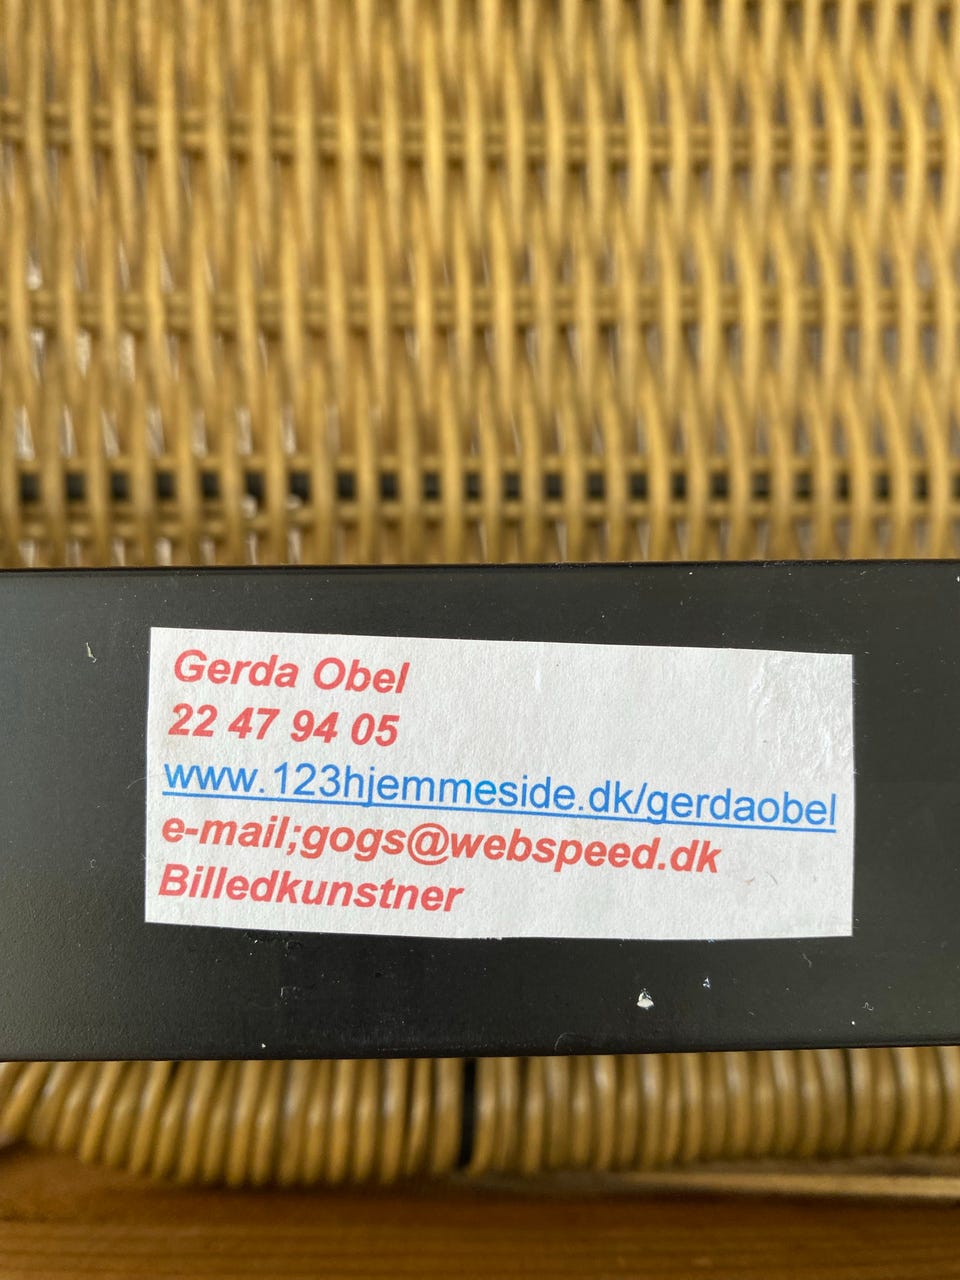 Gerda Obel
22 47 94 05
www.123hjemmeside.dk/gerdaobel
e-mail;gogs@webspeed.dk
Billedkunstner